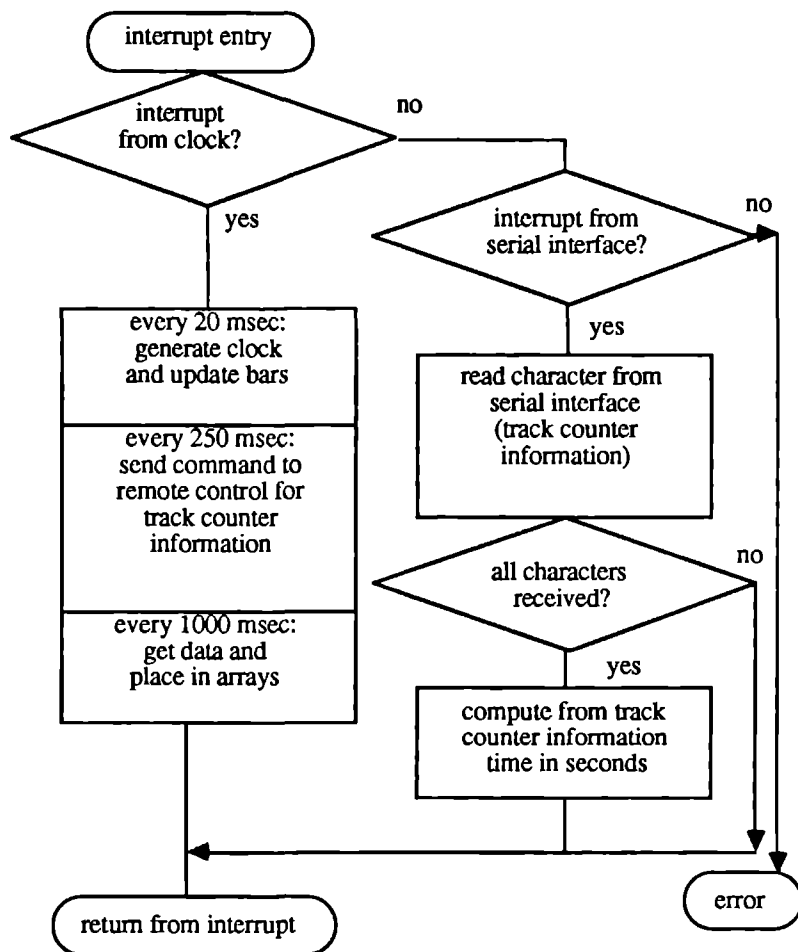 interrupt entry
interrupt
from clock?
no
yes
interrupt from
serial interface?
no
yes
every 20 msec:
generate clock
and update bars
every 250 msec:
send command to
remote control for
track counter
information
every 1000 msec:
get data and
place in arrays
read character from
serial interface
(track counter
information)
all characters
received?
no
yes
compute from track
counter information
time in seconds
return from interrupt
error